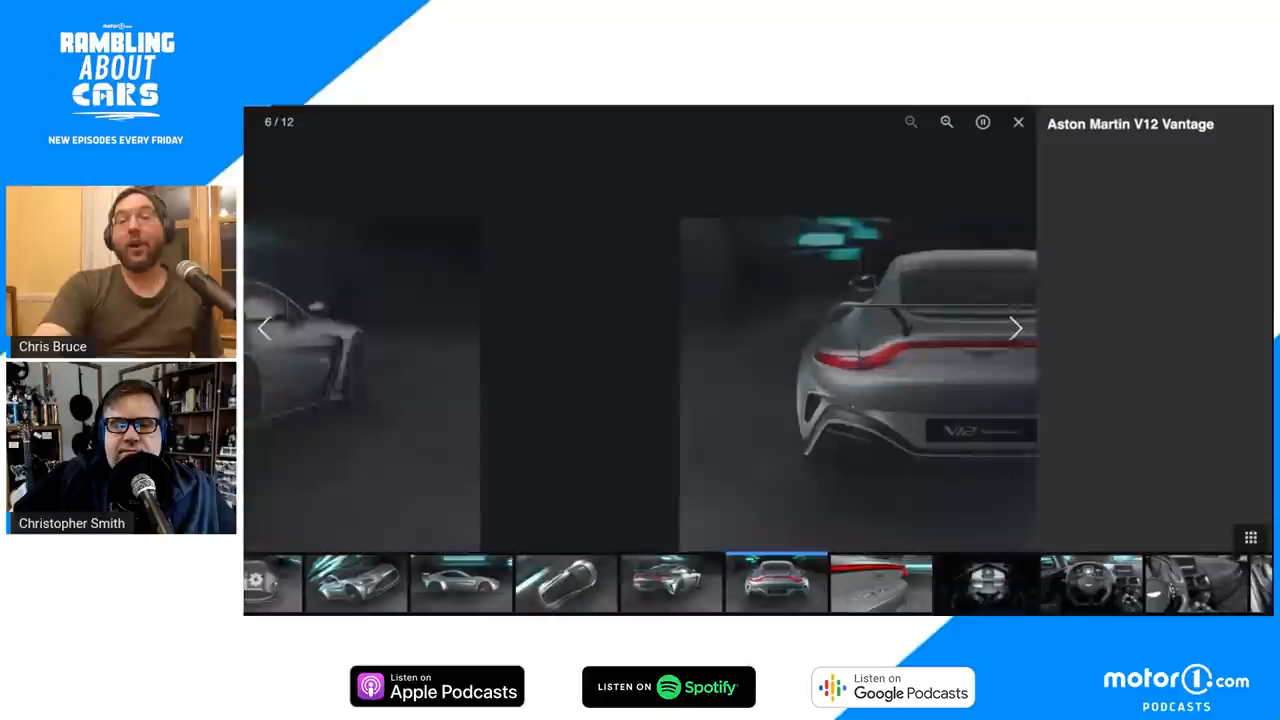 motor1.com
RAMBLING
ABOUT
CARS
NEW EPISODES EVERY FRIDAY
6 / 12
Aston Martin V12 Vantage
Chris Bruce
Christopher Smith
V12
Listen on
Apple Podcasts
LISTEN ON Spotify
Listen on
Google Podcasts
motor1.com
PODCASTS